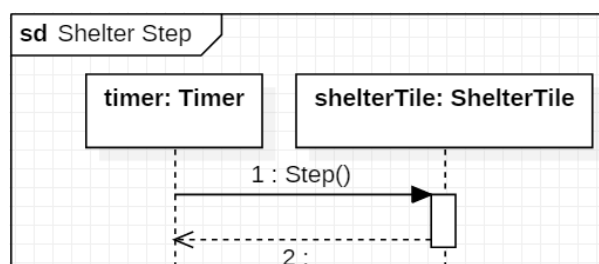 sd Shelter Step
timer: Timer
shelterTile: ShelterTile
1 : Step()
2 :